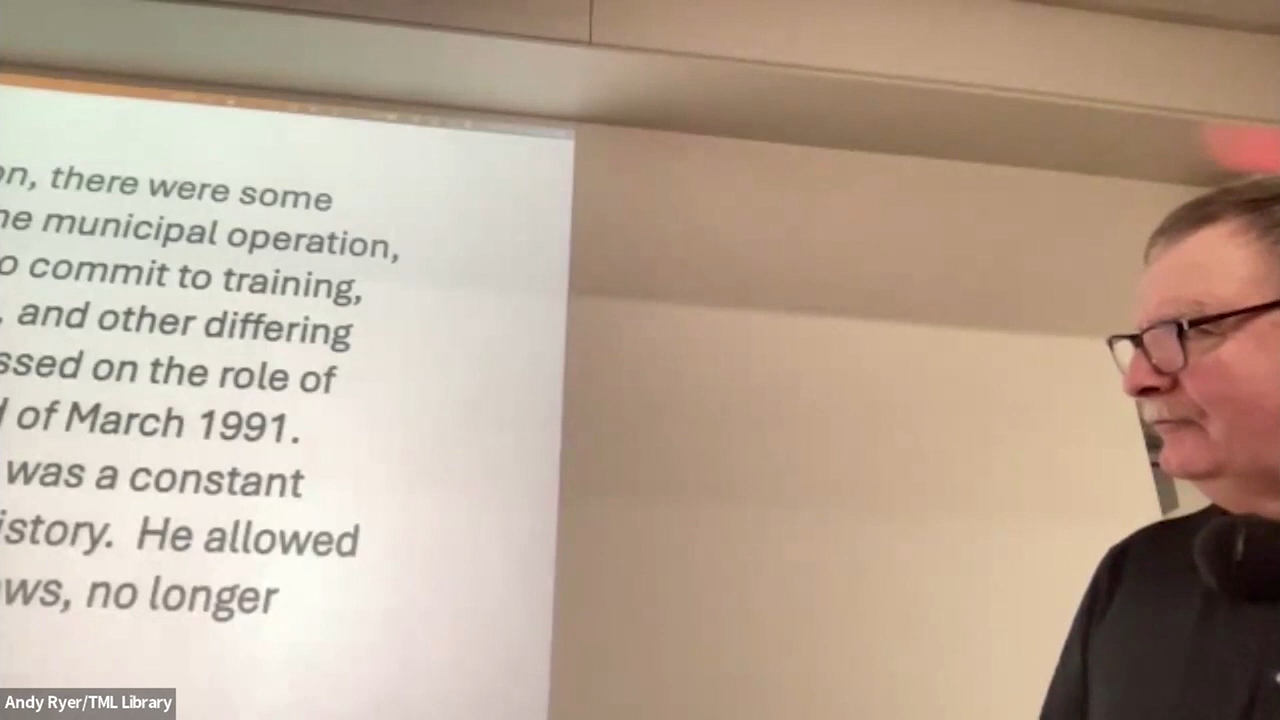 on, there were some
he municipal operation,
o commit to training,
, and other differing
ssed on the role of
of March 1991.
was a constant
istory. He allowed
ws, no longer
Andy Ryer/TML Library